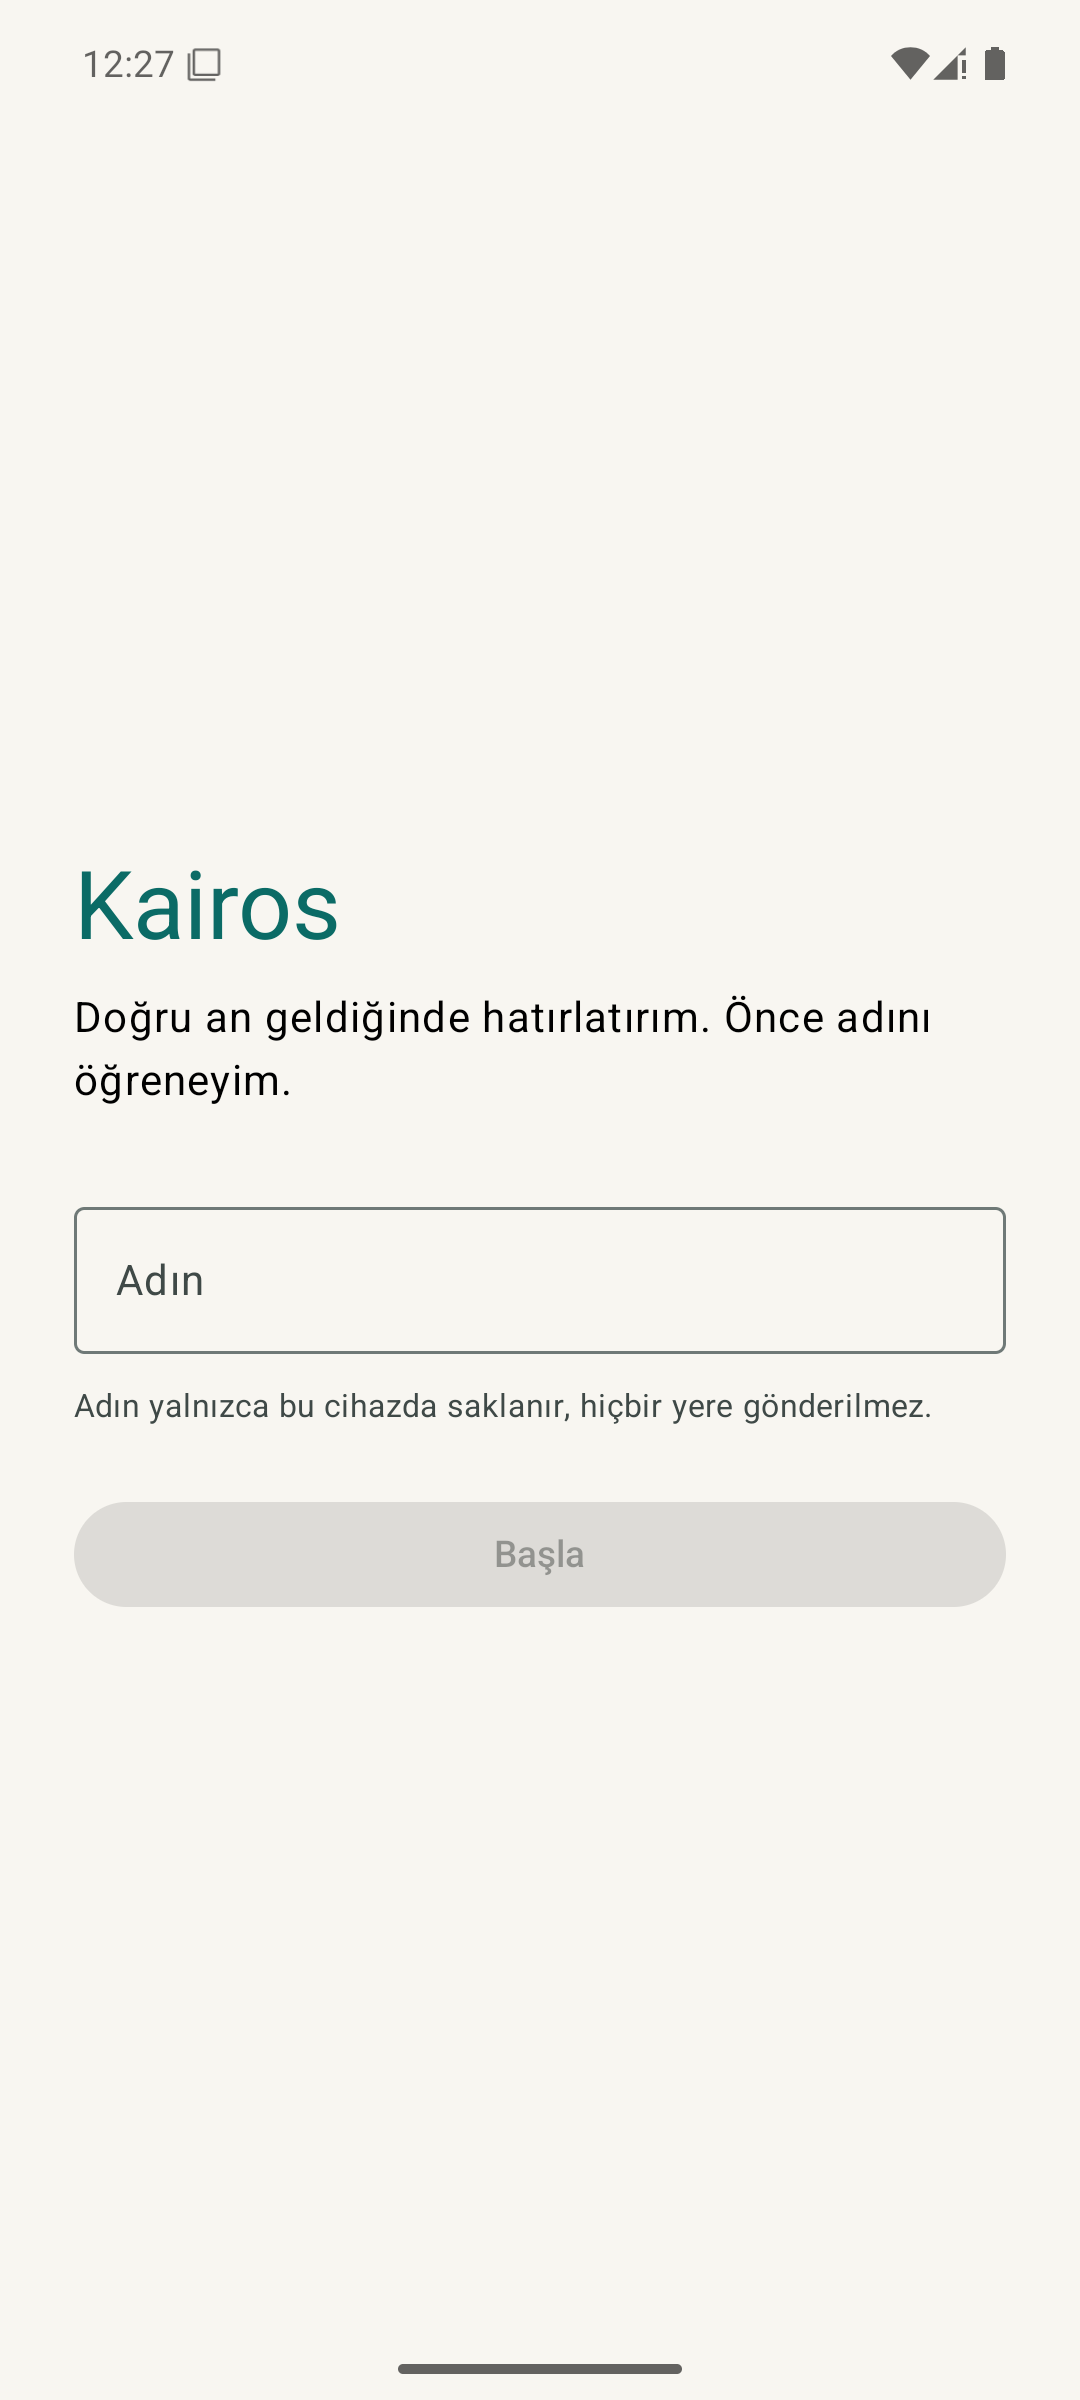 12:27
Kairos
Doğru an geldiğinde hatırlatırım. Önce adını
öğreneyim.
Adın
Adın yalnızca bu cihazda saklanır, hiçbir yere gönderilmez.
Başla